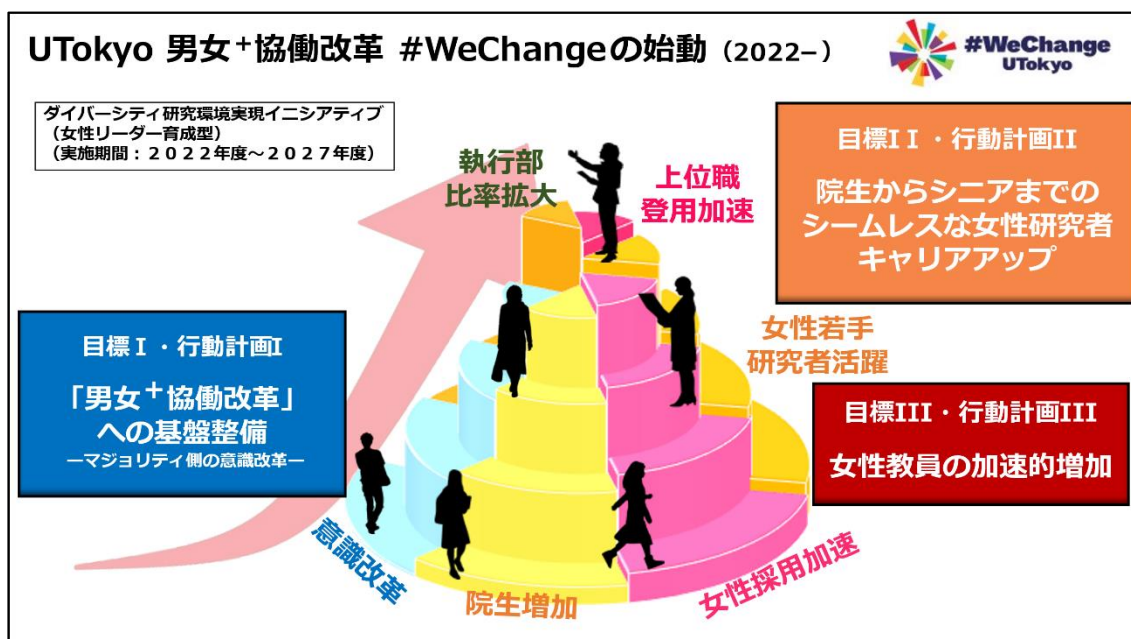 UTokyo 男女⁺協働改革 #WeChangeの始動（2022−）
#WeChange
UTokyo
ダイバーシティ研究環境実現イニシアティブ
（女性リーダー育成型）
（実施期間：２０２２年度～２０２７年度）
執行部
比率拡大
上位職
登用加速
目標ＩＩ・行動計画II
院生からシニアまでの
シームレスな女性研究者
キャリアアップ
目標Ｉ・行動計画I
「男女⁺協働改革」
への基盤整備
―マジョリティ側の意識改革―
女性若手
研究者活躍
目標III・行動計画III
女性教員の加速的増加
意識改革
院生増加
女性採用加速